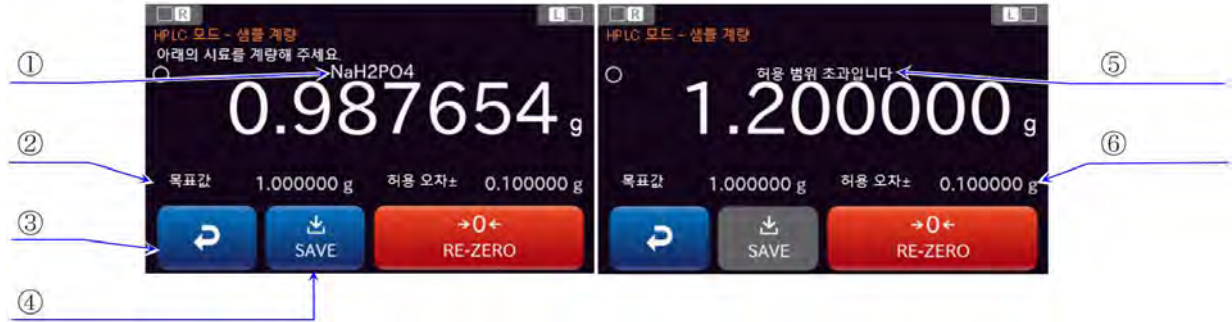 R L
HPLC 모드 - 샘플 계량
아래의 시료를 계량해 주세요.
① NaH2PO4
0.987654 g
② 목표값 1.000000 g 허용 오차± 0.100000 g
③
SAVE
→0←
RE-ZERO
④
R L
HPLC 모드 - 샘플 계량
허용 범위 초과입니다 ⑤
1.200000 g
목표값 1.000000 g 허용 오차± 0.100000 g ⑥
SAVE
→0←
RE-ZERO